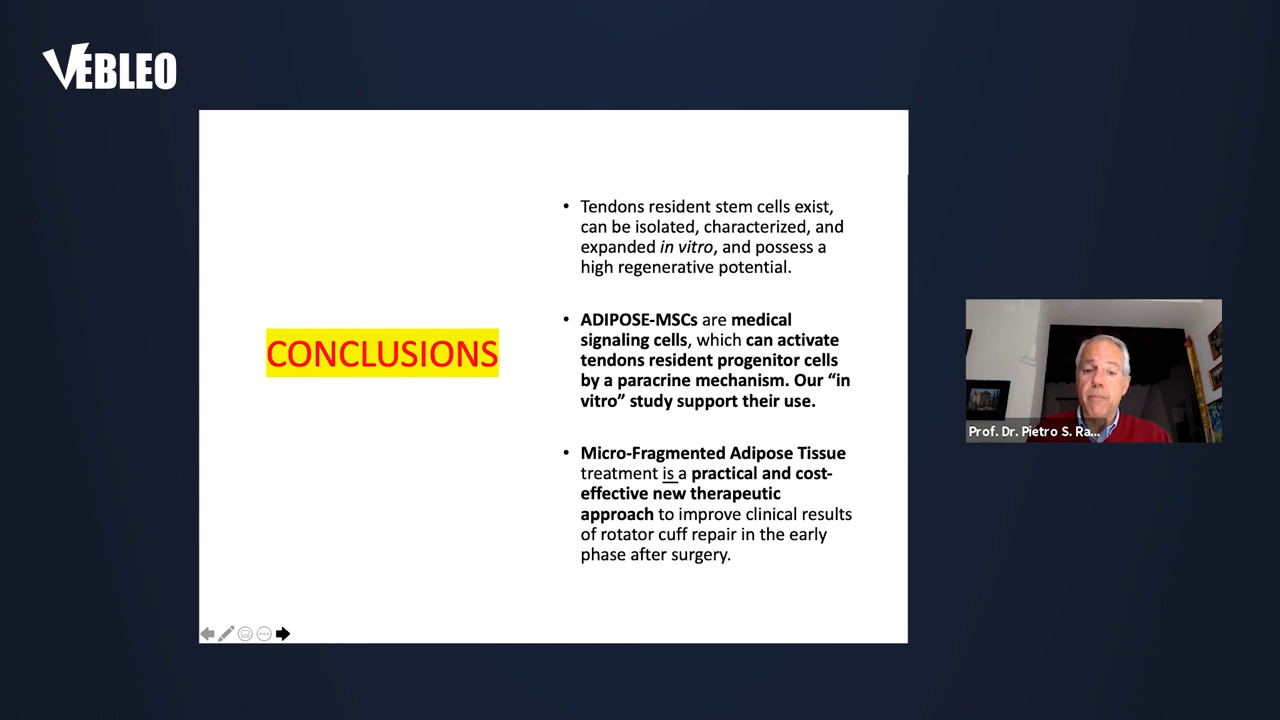 VEBLEO
CONCLUSIONS
• Tendons resident stem cells exist,
can be isolated, characterized, and
expanded in vitro, and possess a
high regenerative potential.
• ADIPOSE-MSCs are medical
signaling cells, which can activate
tendons resident progenitor cells
by a paracrine mechanism. Our “in
vitro” study support their use.
• Micro-Fragmented Adipose Tissue
treatment is a practical and cost-
effective new therapeutic
approach to improve clinical results
of rotator cuff repair in the early
phase after surgery.
Prof. Dr. Pietro S. Ra...